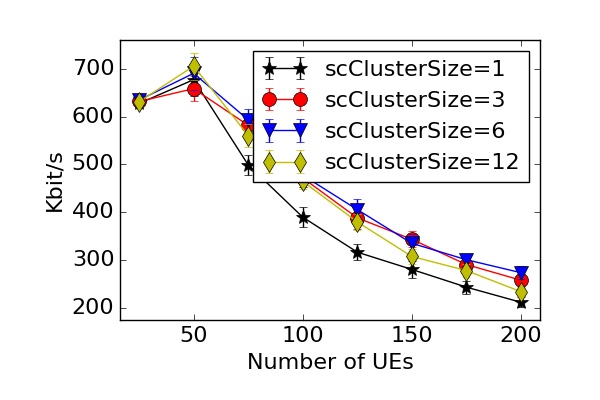 700
600
500
400
300
200
Kbit/s
scClusterSize=1
scClusterSize=3
scClusterSize=6
scClusterSize=12
50
100
150
200
Number of UEs